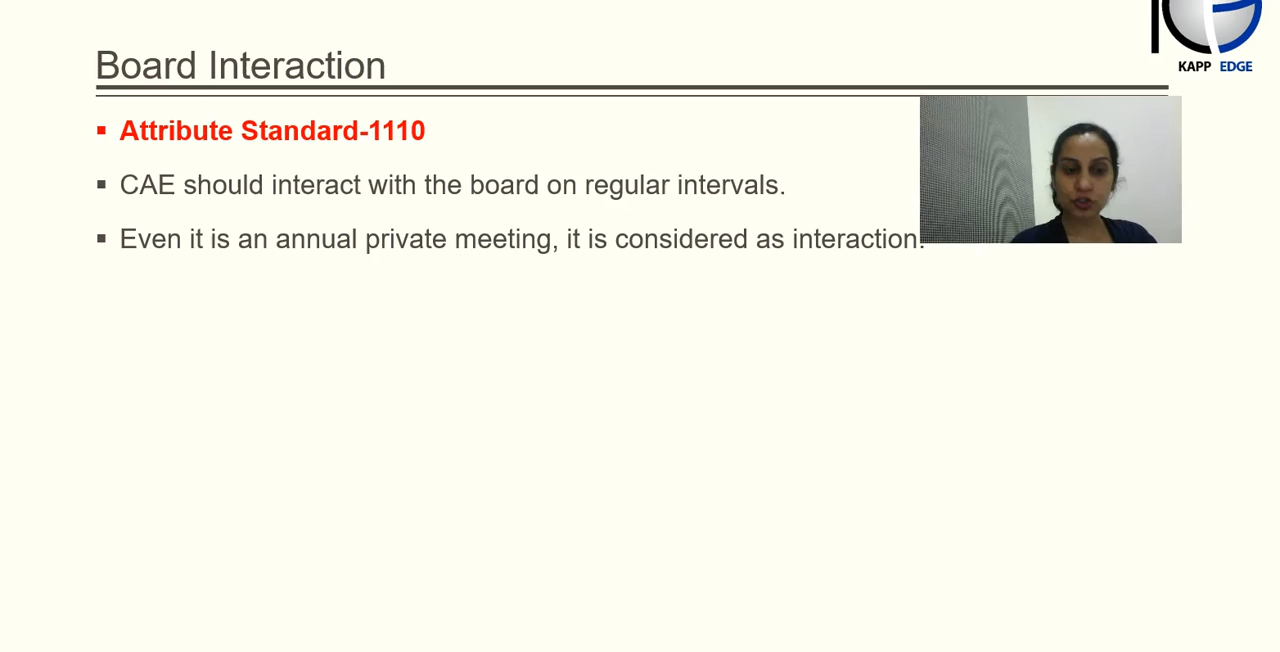 Board Interaction
KAPP EDGE
Attribute Standard-1110
CAE should interact with the board on regular intervals.
Even it is an annual private meeting, it is considered as interaction.